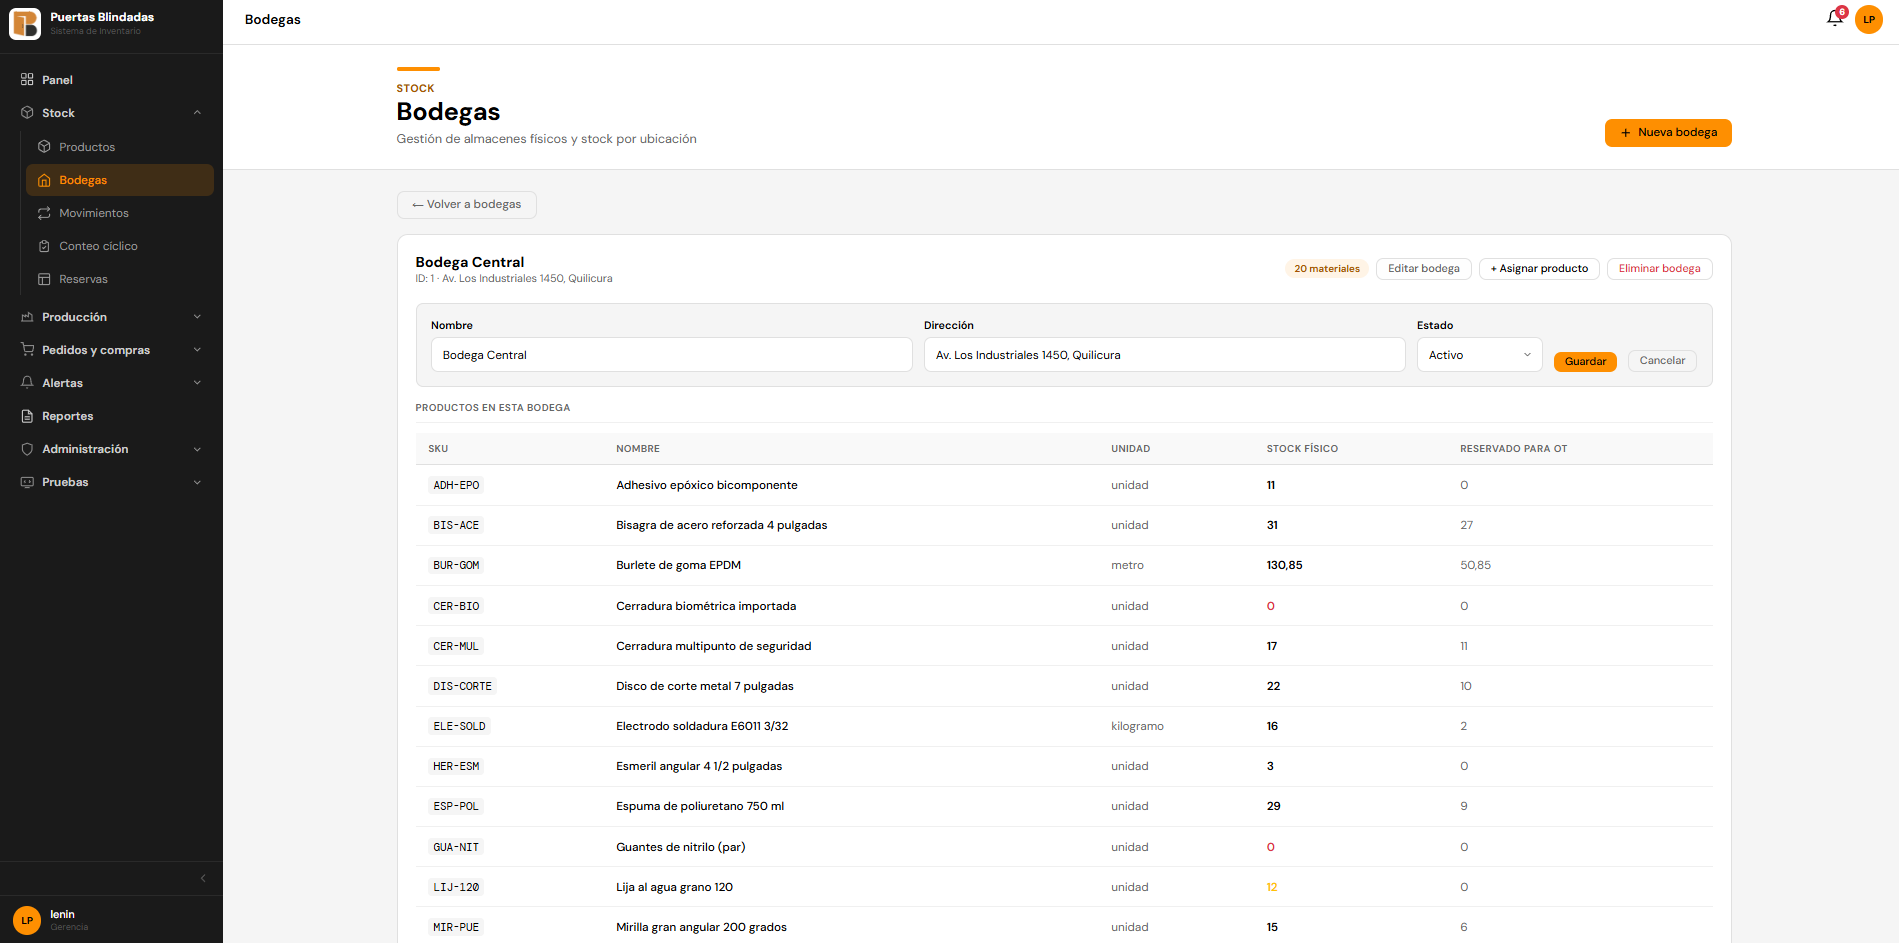 Puertas Blindadas
Sistema de Inventario
Panel
Stock
Productos
Bodegas
Movimientos
Conteo cíclico
Reservas
Producción
Pedidos y compras
Alertas
Reportes
Administración
Pruebas
LP
lenin
Gerencia
Bodegas
6
LP
STOCK
Bodegas
Gestión de almacenes físicos y stock por ubicación
+ Nueva bodega
← Volver a bodegas
Bodega Central
ID: 1 · Av. Los Industriales 1450, Quilicura
20 materiales
Editar bodega
+ Asignar producto
Eliminar bodega
Nombre Dirección Estado
Bodega Central Av. Los Industriales 1450, Quilicura Activo Guardar Cancelar
PRODUCTOS EN ESTA BODEGA
SKU NOMBRE UNIDAD STOCK FÍSICO RESERVADO PARA OT
ADH-EPO Adhesivo epóxico bicomponente unidad 11 0
BIS-ACE Bisagra de acero reforzada 4 pulgadas unidad 31 27
BUR-GOM Burlete de goma EPDM metro 130,85 50,85
CER-BIO Cerradura biométrica importada unidad 0 0
CER-MUL Cerradura multipunto de seguridad unidad 17 11
DIS-CORTE Disco de corte metal 7 pulgadas unidad 22 10
ELE-SOLD Electrodo soldadura E6011 3/32 kilogramo 16 2
HER-ESM Esmeril angular 4 1/2 pulgadas unidad 3 0
ESP-POL Espuma de poliuretano 750 ml unidad 29 9
GUA-NIT Guantes de nitrilo (par) unidad 0 0
LIJ-120 Lija al agua grano 120 unidad 12 0
MIR-PUE Mirilla gran angular 200 grados unidad 15 6